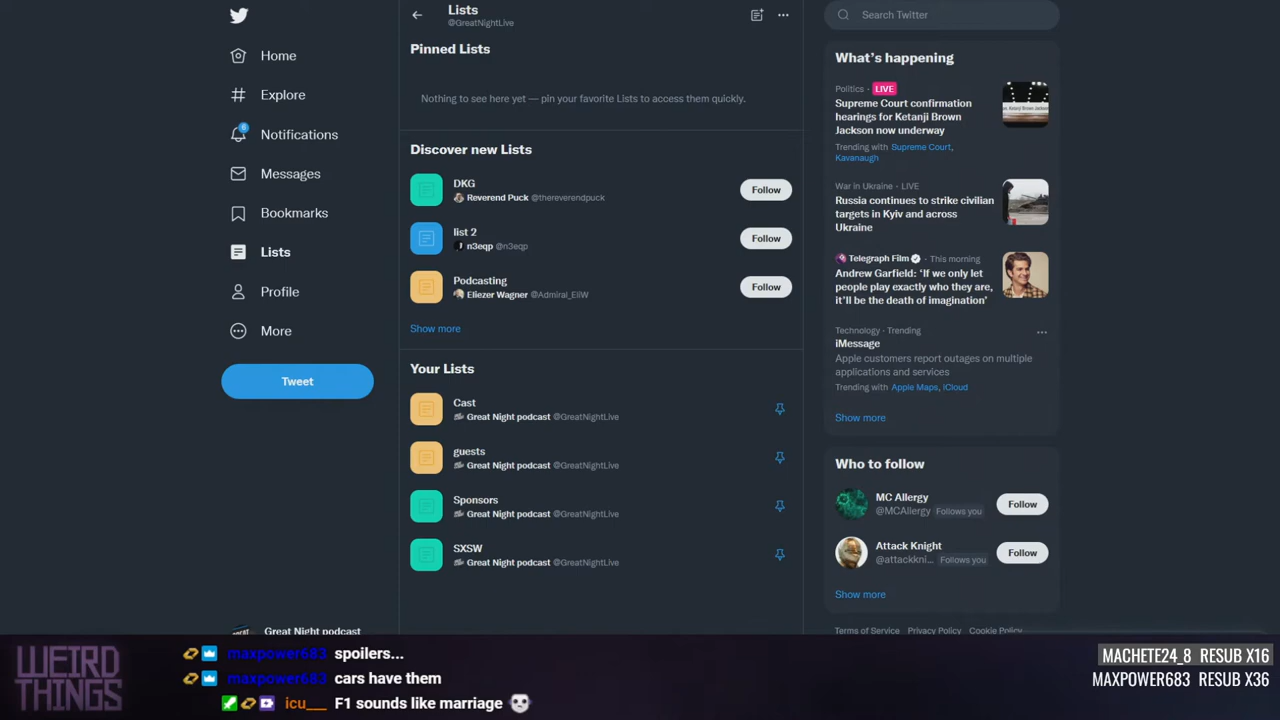 Home
Explore
6
Notifications
Messages
Bookmarks
Lists
Profile
More
Tweet
Great Night podcast
Lists
@GreatNightLive
Pinned Lists
Nothing to see here yet — pin your favorite Lists to access them quickly.
Discover new Lists
DKG
Reverend Puck @thereverendpuck
Follow
list 2
n3eqp @n3eqp
Follow
Podcasting
Eliezer Wagner @Admiral_EliW
Follow
Show more
Your Lists
Cast
Great Night podcast @GreatNightLive
guests
Great Night podcast @GreatNightLive
Sponsors
Great Night podcast @GreatNightLive
SXSW
Great Night podcast @GreatNightLive
Search Twitter
What's happening
Politics · LIVE
Supreme Court confirmation
hearings for Ketanji Brown
Jackson now underway
Trending with Supreme Court,
Kavanaugh
War in Ukraine · LIVE
Russia continues to strike civilian
targets in Kyiv and across
Ukraine
Telegraph Film · This morning
Andrew Garfield: 'If we only let
people play exactly who they are,
it'll be the death of imagination'
Technology · Trending
iMessage
Apple customers report outages on multiple
applications and services
Trending with Apple Maps, iCloud
Show more
Who to follow
MC Allergy
@MCAllergy Follows you
Follow
Attack Knight
@attackkni... Follows you
Follow
Show more
Terms of Service Privacy Policy Cookie Policy
WEIRD
THINGS
maxpower683 spoilers...
maxpower683 cars have them
icu___ F1 sounds like marriage
MACHETE24_8 RESUB X16
MAXPOWER683 RESUB X36